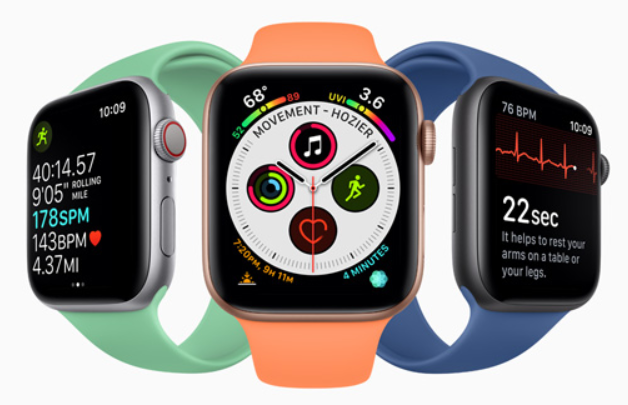 10:09
40:14.57
9'05" ROLLING MILE
178SPM
143BPM
4.37MI
68°
52
89
UVI
3.6
MOVEMENT - HOZIER
7:20PM, 9H 11M
4 MINUTES
76 BPM
10:09
22sec
It helps to rest your
arms on a table or
your legs.